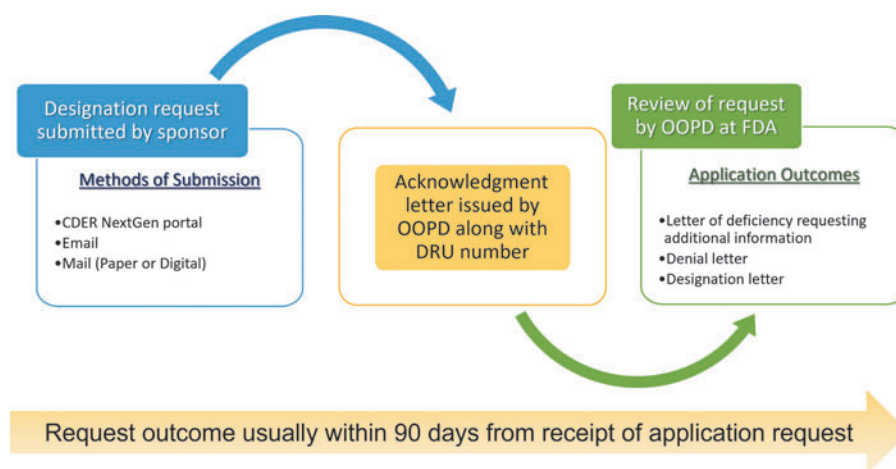 Designation request
submitted by sponsor
Methods of Submission
•CDER NextGen portal
•Email
•Mail (Paper or Digital)
Acknowledgment
letter issued by
OOPD along with
DRU number
Review of request
by OOPD at FDA
Application Outcomes
•Letter of deficiency requesting
additional information
•Denial letter
•Designation letter
Request outcome usually within 90 days from receipt of application request